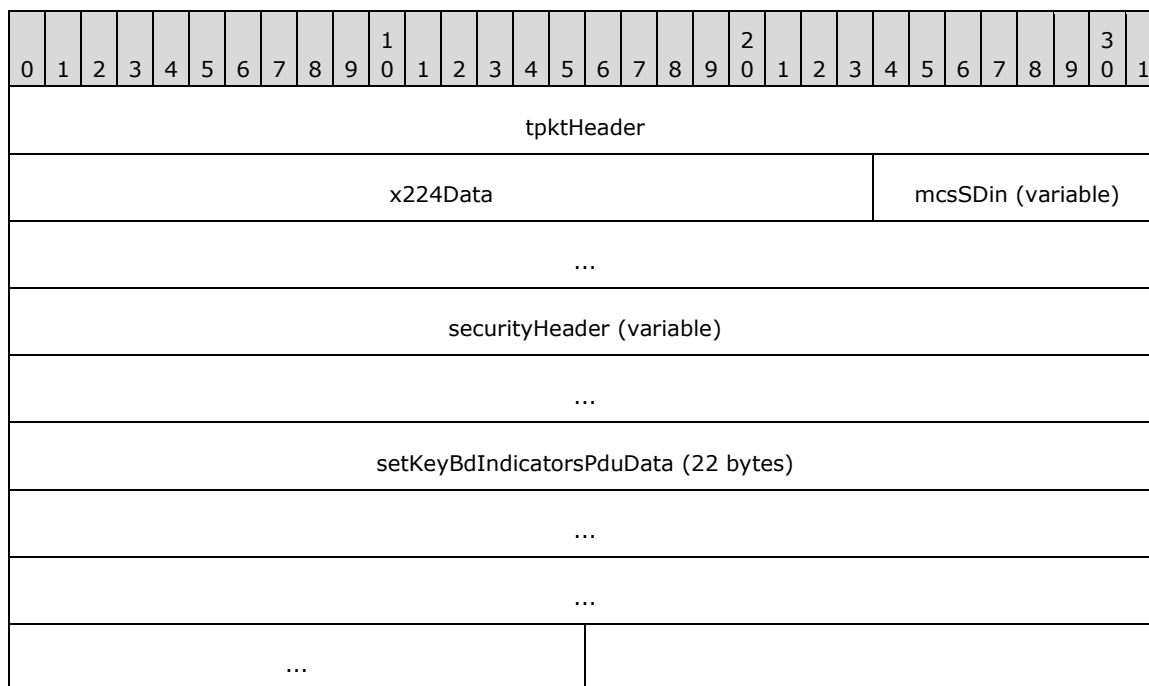 1 2 3
0 1 2 3 4 5 6 7 8 9 0 1 2 3 4 5 6 7 8 9 0 1 2 3 4 5 6 7 8 9 0 1
tpktHeader
x224Data mcsSDin (variable)
...
securityHeader (variable)
...
setKeyBdIndicatorsPduData (22 bytes)
...
...
...